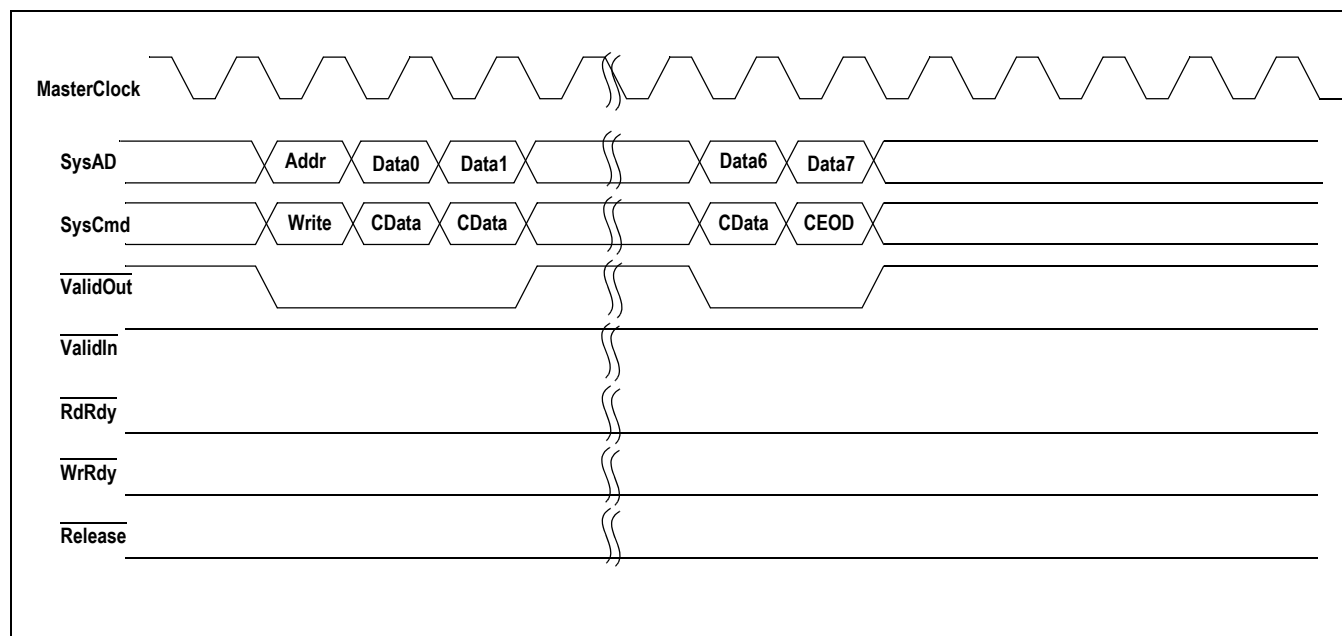 MasterClock
SysAD Addr Data0 Data1 Data6 Data7
SysCmd Write CData CData CData CEOD
ValidOut
ValidIn
RdRdy
WrRdy
Release